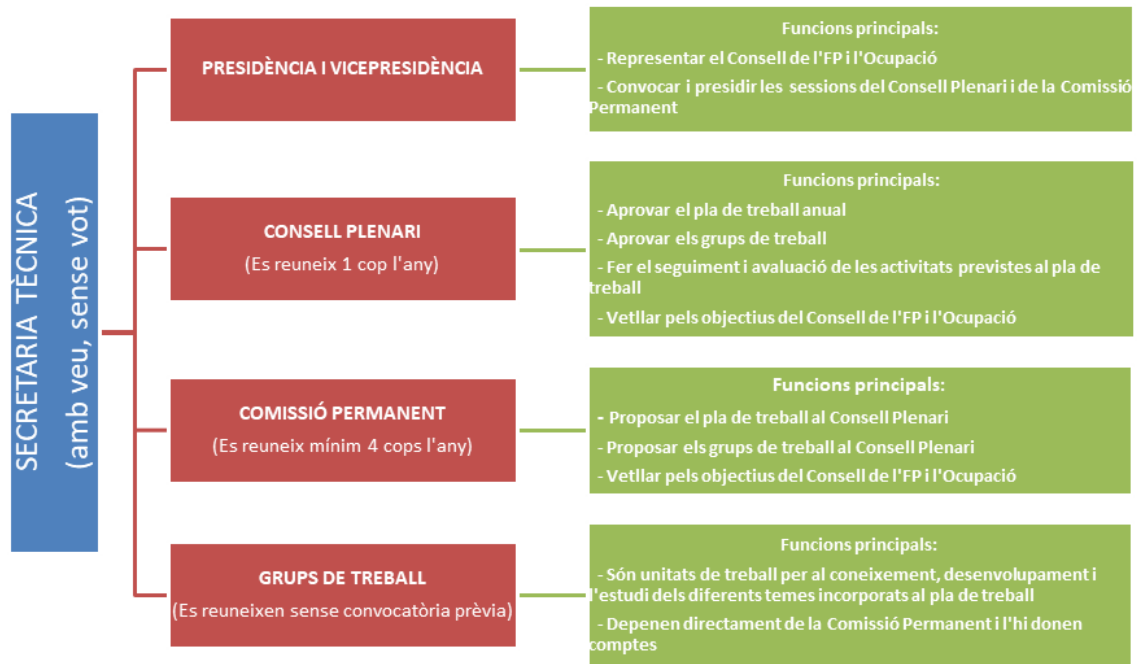 SECRETARIA TÈCNICA
(amb veu, sense vot)
PRESIDÈNCIA I VICEPRESIDÈNCIA
Funcions principals:
- Representar el Consell de l'FP i l'Ocupació
- Convocar i presidir les sessions del Consell Plenari i de la Comissió
Permanent
CONSELL PLENARI
(Es reuneix 1 cop l'any)
Funcions principals:
- Aprovar el pla de treball anual
- Aprovar els grups de treball
- Fer el seguiment i avaluació de les activitats previstes al pla de
treball
- Vetllar pels objectius del Consell de l'FP i l'Ocupació
COMISSIÓ PERMANENT
(Es reuneix mínim 4 cops l'any)
Funcions principals:
- Proposar el pla de treball al Consell Plenari
- Proposar els grups de treball al Consell Plenari
- Vetllar pels objectius del Consell de l'FP i l'Ocupació
GRUPS DE TREBALL
(Es reuneixen sense convocatòria prèvia)
Funcions principals:
- Són unitats de treball per al coneixement, desenvolupament i
l'estudi dels diferents temes incorporats al pla de treball
- Depenen directament de la Comissió Permanent i l'hi donen
comptes